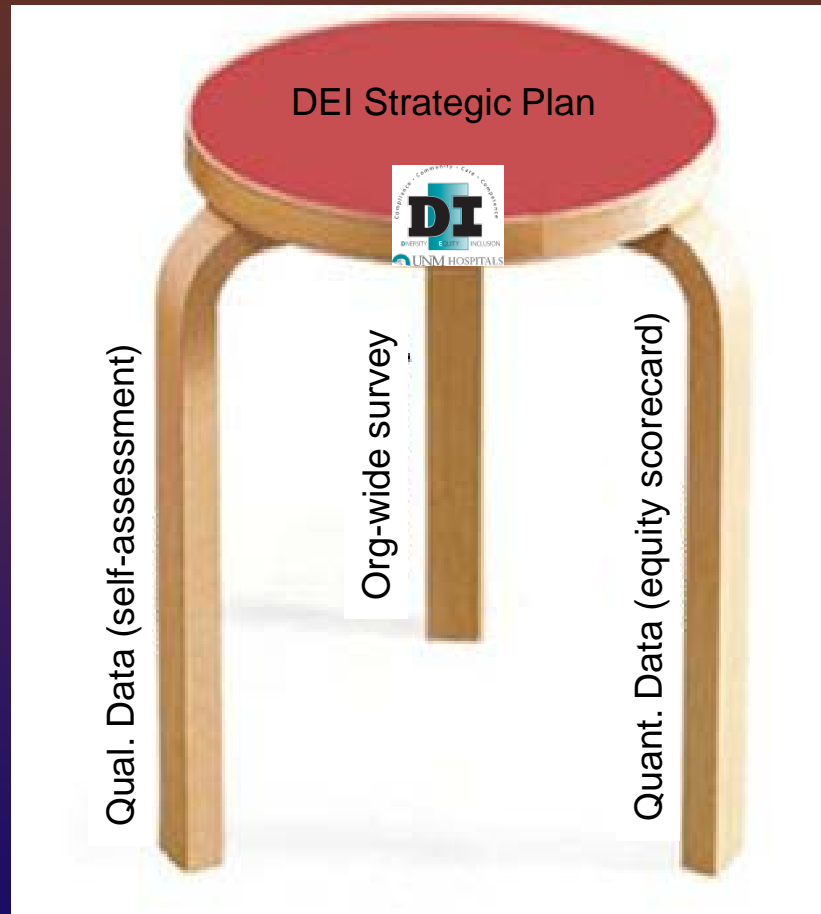 DEI Strategic Plan
Compliance · Community · Care · Competence
DEI
DIVERSITY EQUITY INCLUSION
UNM HOSPITALS
Qual. Data (self-assessment)
Org-wide survey
Quant. Data (equity scorecard)